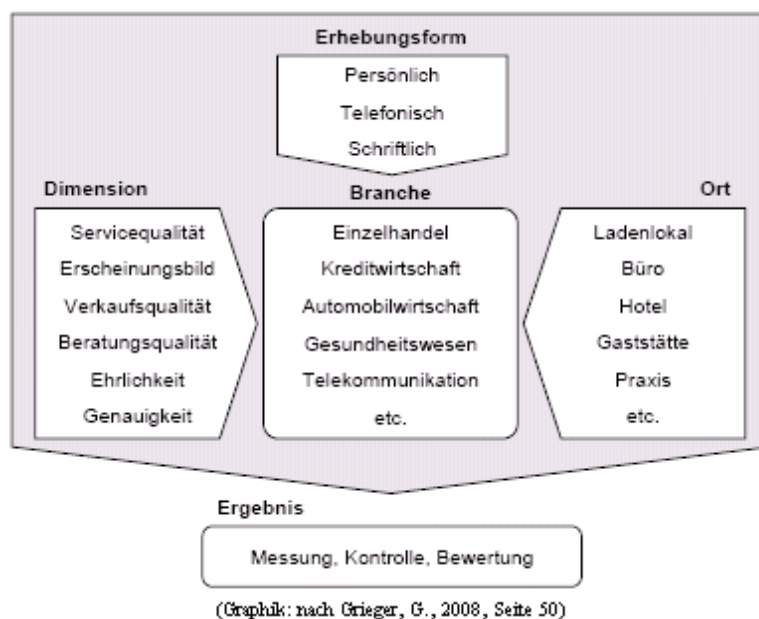 Erhebungsform
Persönlich
Telefonisch
Schriftlich
Dimension
Servicequalität
Erscheinungsbild
Verkaufsqualität
Beratungsqualität
Ehrlichkeit
Genauigkeit
Branche
Einzelhandel
Kreditwirtschaft
Automobilwirtschaft
Gesundheitswesen
Telekommunikation
etc.
Ort
Ladenlokal
Büro
Hotel
Gaststätte
Praxis
etc.
Ergebnis
Messung, Kontrolle, Bewertung
(Graphik: nach Grieger, G., 2008, Seite 50)